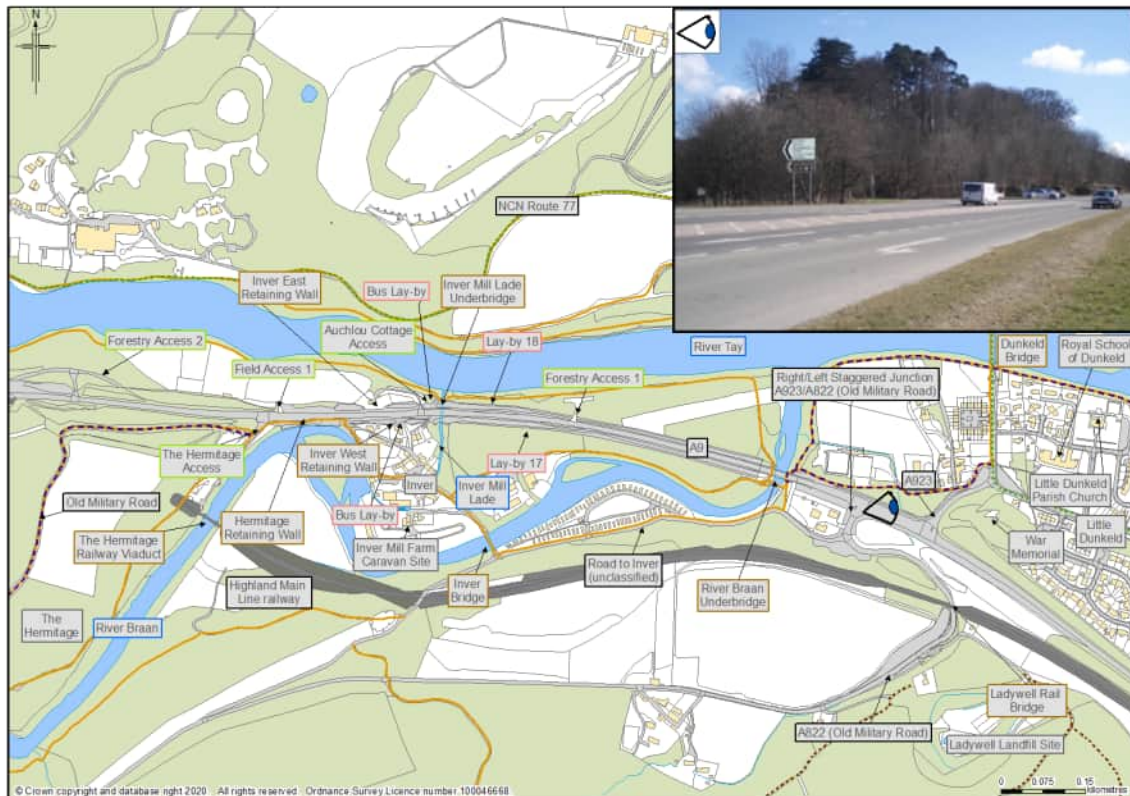 N
NCN Route 77
Inver East
Retaining Wall
Bus Lay-by
Inver Mill Lade
Underbridge
Auchlou Cottage
Access
Lay-by 18
River Tay
Dunkeld
Bridge
Royal School
of Dunkeld
Forestry Access 2
Field Access 1
Forestry Access 1
Right/Left Staggered Junction
A923/A822 (Old Military Road)
A9
The Hermitage
Access
Inver West
Retaining Wall
Lay-by 17
Inver
Inver Mill
Lade
A923
Little Dunkeld
Parish Church
Old Military Road
Bus Lay-by
Hermitage
Retaining Wall
The Hermitage
Railway Viaduct
Inver Mill Farm
Caravan Site
War
Memorial
Little
Dunkeld
Highland Main
Line railway
Inver
Bridge
Road to Inver
(unclassified)
River Braan
Underbridge
The
Hermitage
River Braan
Ladywell Rail
Bridge
A822 (Old Military Road)
Ladywell Landfill Site
0 0.075 0.15
kilometres
© Crown copyright and database right 2020 All rights reserved Ordnance Survey Licence number 100046668